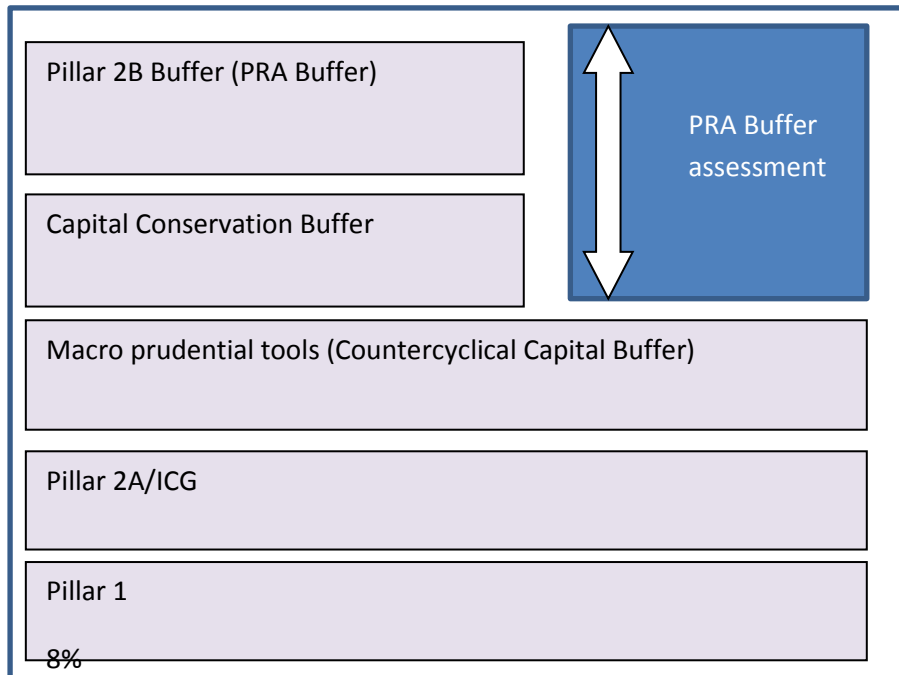 Pillar 2B Buffer (PRA Buffer)
PRA Buffer
assessment
Capital Conservation Buffer
Macro prudential tools (Countercyclical Capital Buffer)
Pillar 2A/ICG
Pillar 1
8%